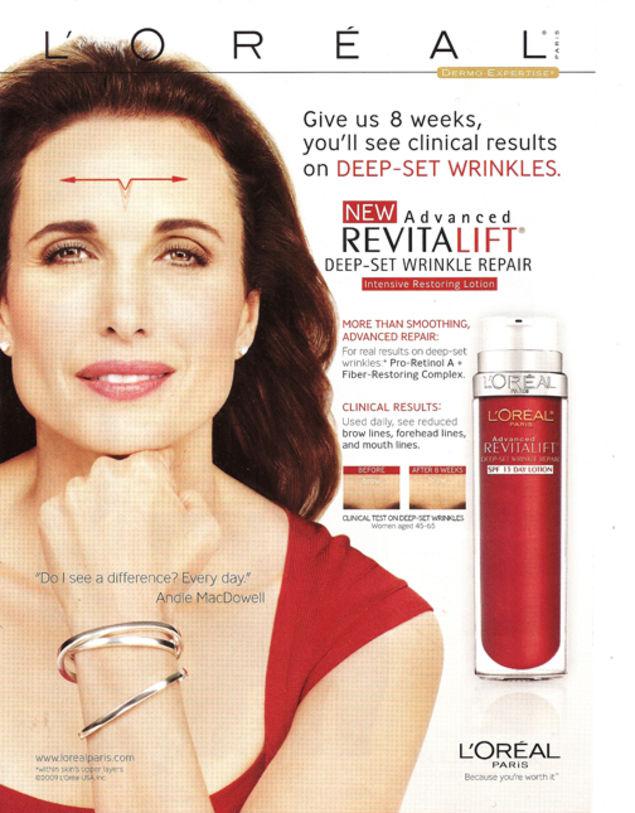 L'ORÉAL®
PARIS
DERMO-EXPERTISE®
Give us 8 weeks,
you'll see clinical results
on DEEP-SET WRINKLES.
NEW Advanced
REVITALIFT®
DEEP-SET WRINKLE REPAIR
Intensive Restoring Lotion
MORE THAN SMOOTHING,
ADVANCED REPAIR:
For real results on deep-set
wrinkles:* Pro-Retinol A +
Fiber-Restoring Complex.
CLINICAL RESULTS:
Used daily, see reduced
brow lines, forehead lines,
and mouth lines.
BEFORE
AFTER 8 WEEKS
CLINICAL TEST ON DEEP-SET WRINKLES
Women aged 45-65
L'ORÉAL
PARIS
L'ORÉAL®
PARIS
Advanced
REVITALIFT
DEEP-SET WRINKLE REPAIR
SPF 15 DAY LOTION
"Do I see a difference? Every day."
Andie MacDowell
www.lorealparis.com
*within skin's upper layers
©2009 L'Oréal USA, Inc.
L'ORÉAL
PARIS
Because you're worth it™